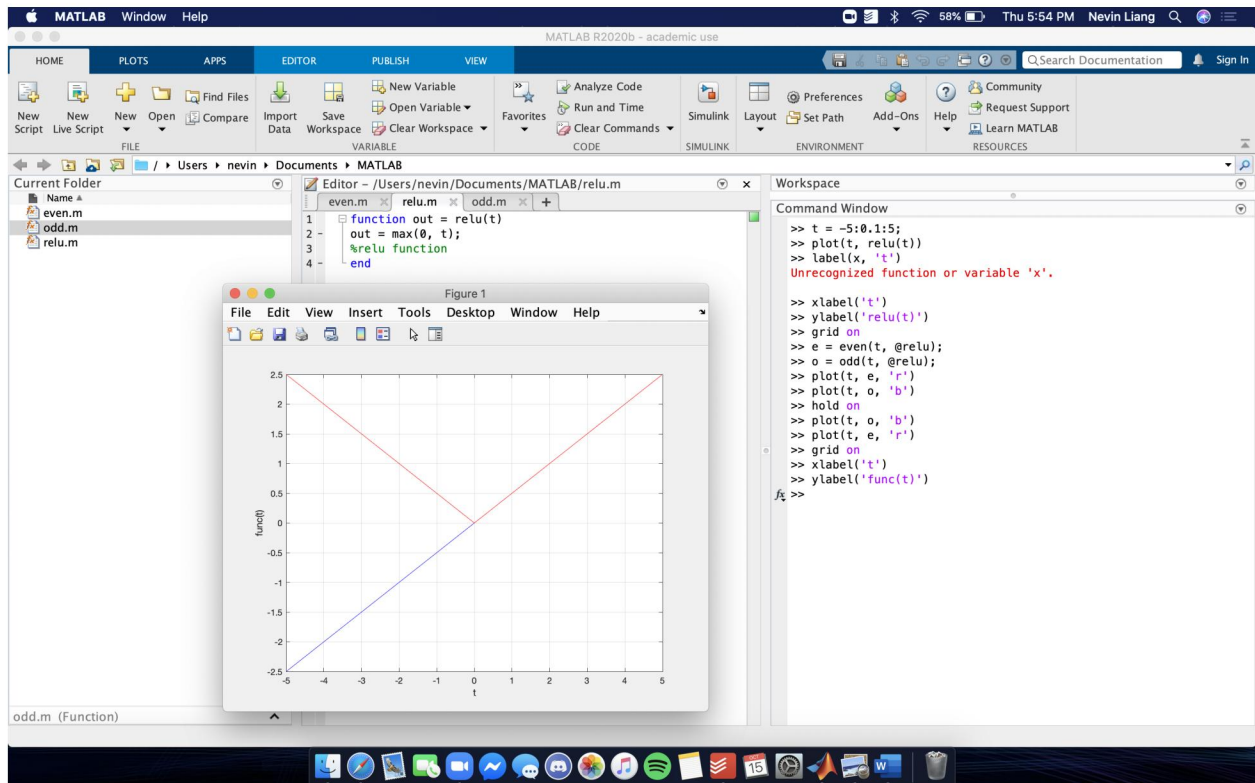 MATLAB Window Help 58% Thu 5:54 PM Nevin Liang
MATLAB R2020b - academic use
HOME PLOTS APPS EDITOR PUBLISH VIEW Search Documentation Sign In
New Script
New Live Script
New
Open
Find Files
Compare
Import Data
Save Workspace
New Variable
Open Variable
Clear Workspace
Favorites
Analyze Code
Run and Time
Clear Commands
Simulink
Layout
Preferences
Set Path
Add-Ons
Help
Community
Request Support
Learn MATLAB
FILE VARIABLE CODE SIMULINK ENVIRONMENT RESOURCES
/ Users nevin Documents MATLAB
Current Folder
Name
even.m
odd.m
relu.m
odd.m (Function)
Editor - /Users/nevin/Documents/MATLAB/relu.m
even.m relu.m odd.m +
1 function out = relu(t)
2 - out = max(0, t);
3 %relu function
4 - end
Figure 1
File Edit View Insert Tools Desktop Window Help
2.5
2
1.5
1
0.5
0
-0.5
-1
-1.5
-2
-2.5
func(t)
-5 -4 -3 -2 -1 0 1 2 3 4 5
t
Workspace
Command Window
>> t = -5:0.1:5;
>> plot(t, relu(t))
>> label(x, 't')
Unrecognized function or variable 'x'.
>> xlabel('t')
>> ylabel('relu(t)')
>> grid on
>> e = even(t, @relu);
>> o = odd(t, @relu);
>> plot(t, e, 'r')
>> plot(t, o, 'b')
>> hold on
>> plot(t, o, 'b')
>> plot(t, e, 'r')
>> grid on
>> xlabel('t')
>> ylabel('func(t)')
fx >>
OCT
15
W